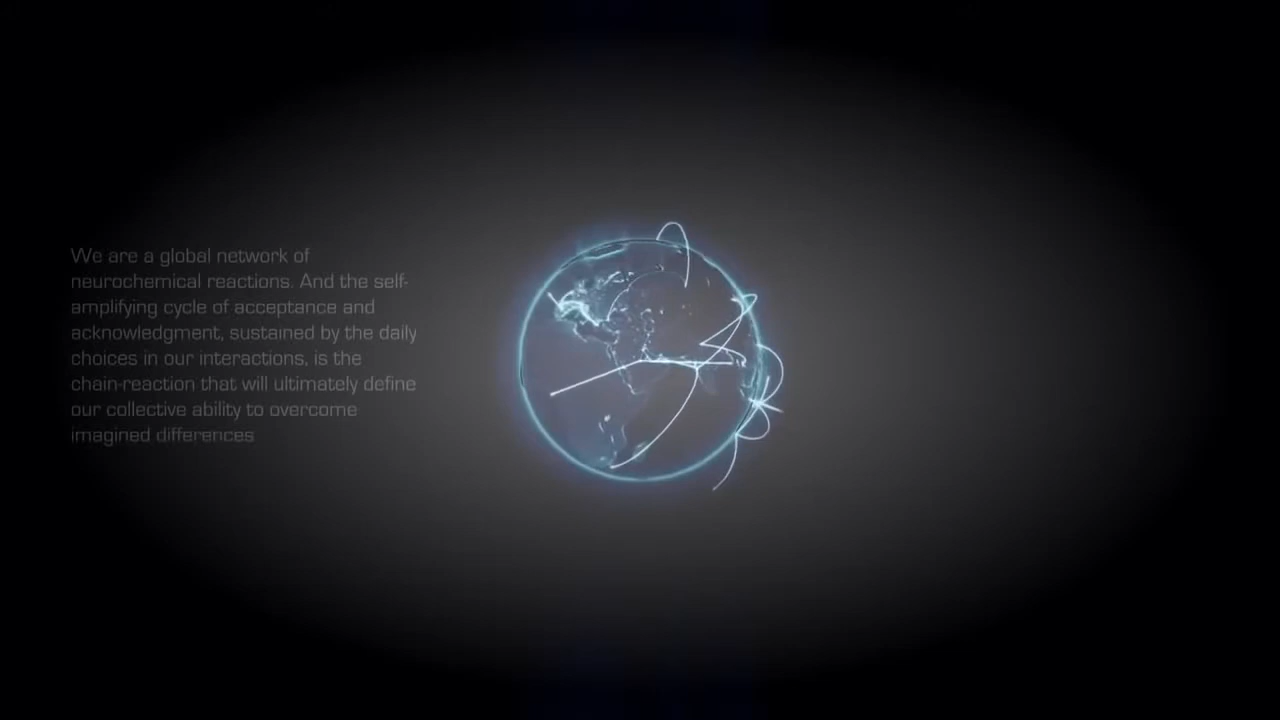 We are a global network of
neurochemical reactions. And the self-
amplifying cycle of acceptance and
acknowledgment, sustained by the daily
choices in our interactions, is the
chain-reaction that will ultimately define
our collective ability to overcome
imagined differences